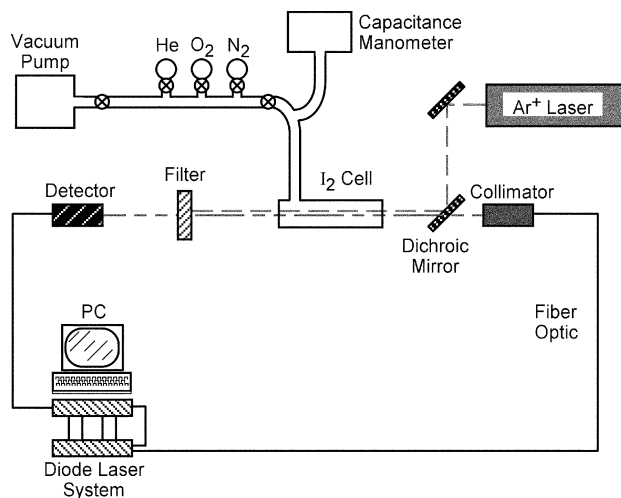 Capacitance
Manometer
Vacuum
Pump
He
O2
N2
Ar+ Laser
Detector
Filter
I2 Cell
Collimator
Dichroic
Mirror
PC
Fiber
Optic
Diode Laser
System